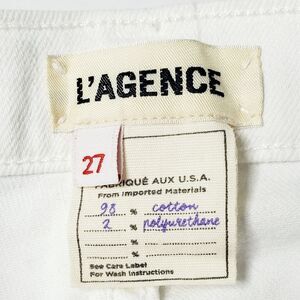 L'AGENCE
27
FABRIQUÉ AUX U.S.A.
From Imported Materials
98 % cotton
2 % polyurethane
%
%
See Care Label
For Wash Instructions